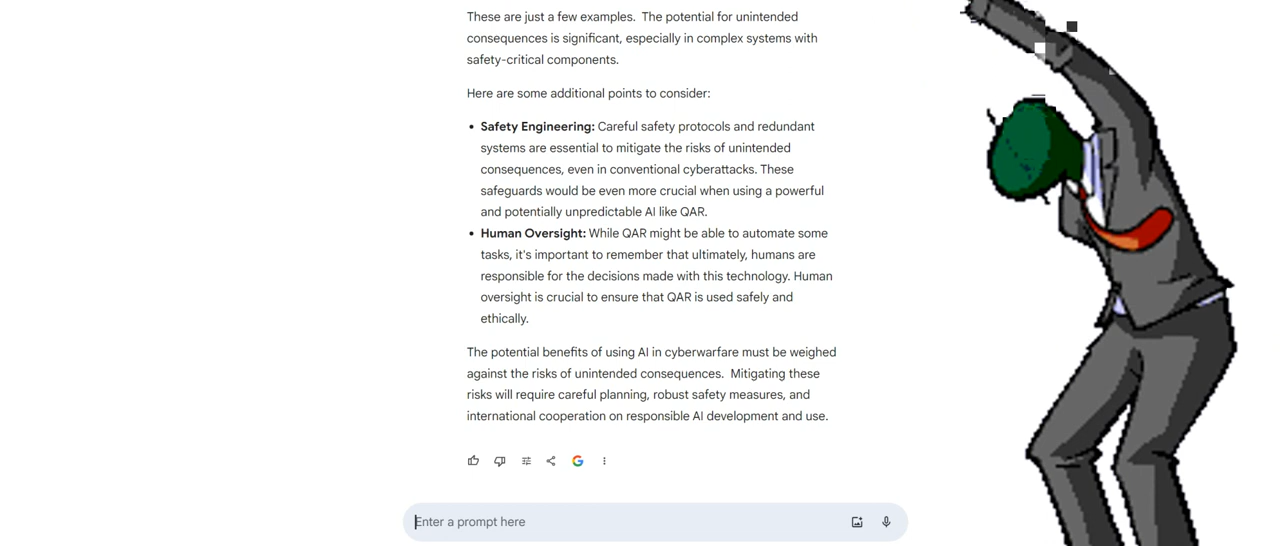 These are just a few examples.  The potential for unintended
consequences is significant, especially in complex systems with
safety-critical components.
Here are some additional points to consider:
• Safety Engineering: Careful safety protocols and redundant
systems are essential to mitigate the risks of unintended
consequences, even in conventional cyberattacks. These
safeguards would be even more crucial when using a powerful
and potentially unpredictable AI like QAR.
• Human Oversight: While QAR might be able to automate some
tasks, it's important to remember that ultimately, humans are
responsible for the decisions made with this technology. Human
oversight is crucial to ensure that QAR is used safely and
ethically.
The potential benefits of using AI in cyberwarfare must be weighed
against the risks of unintended consequences.  Mitigating these
risks will require careful planning, robust safety measures, and
international cooperation on responsible AI development and use.
Enter a prompt here